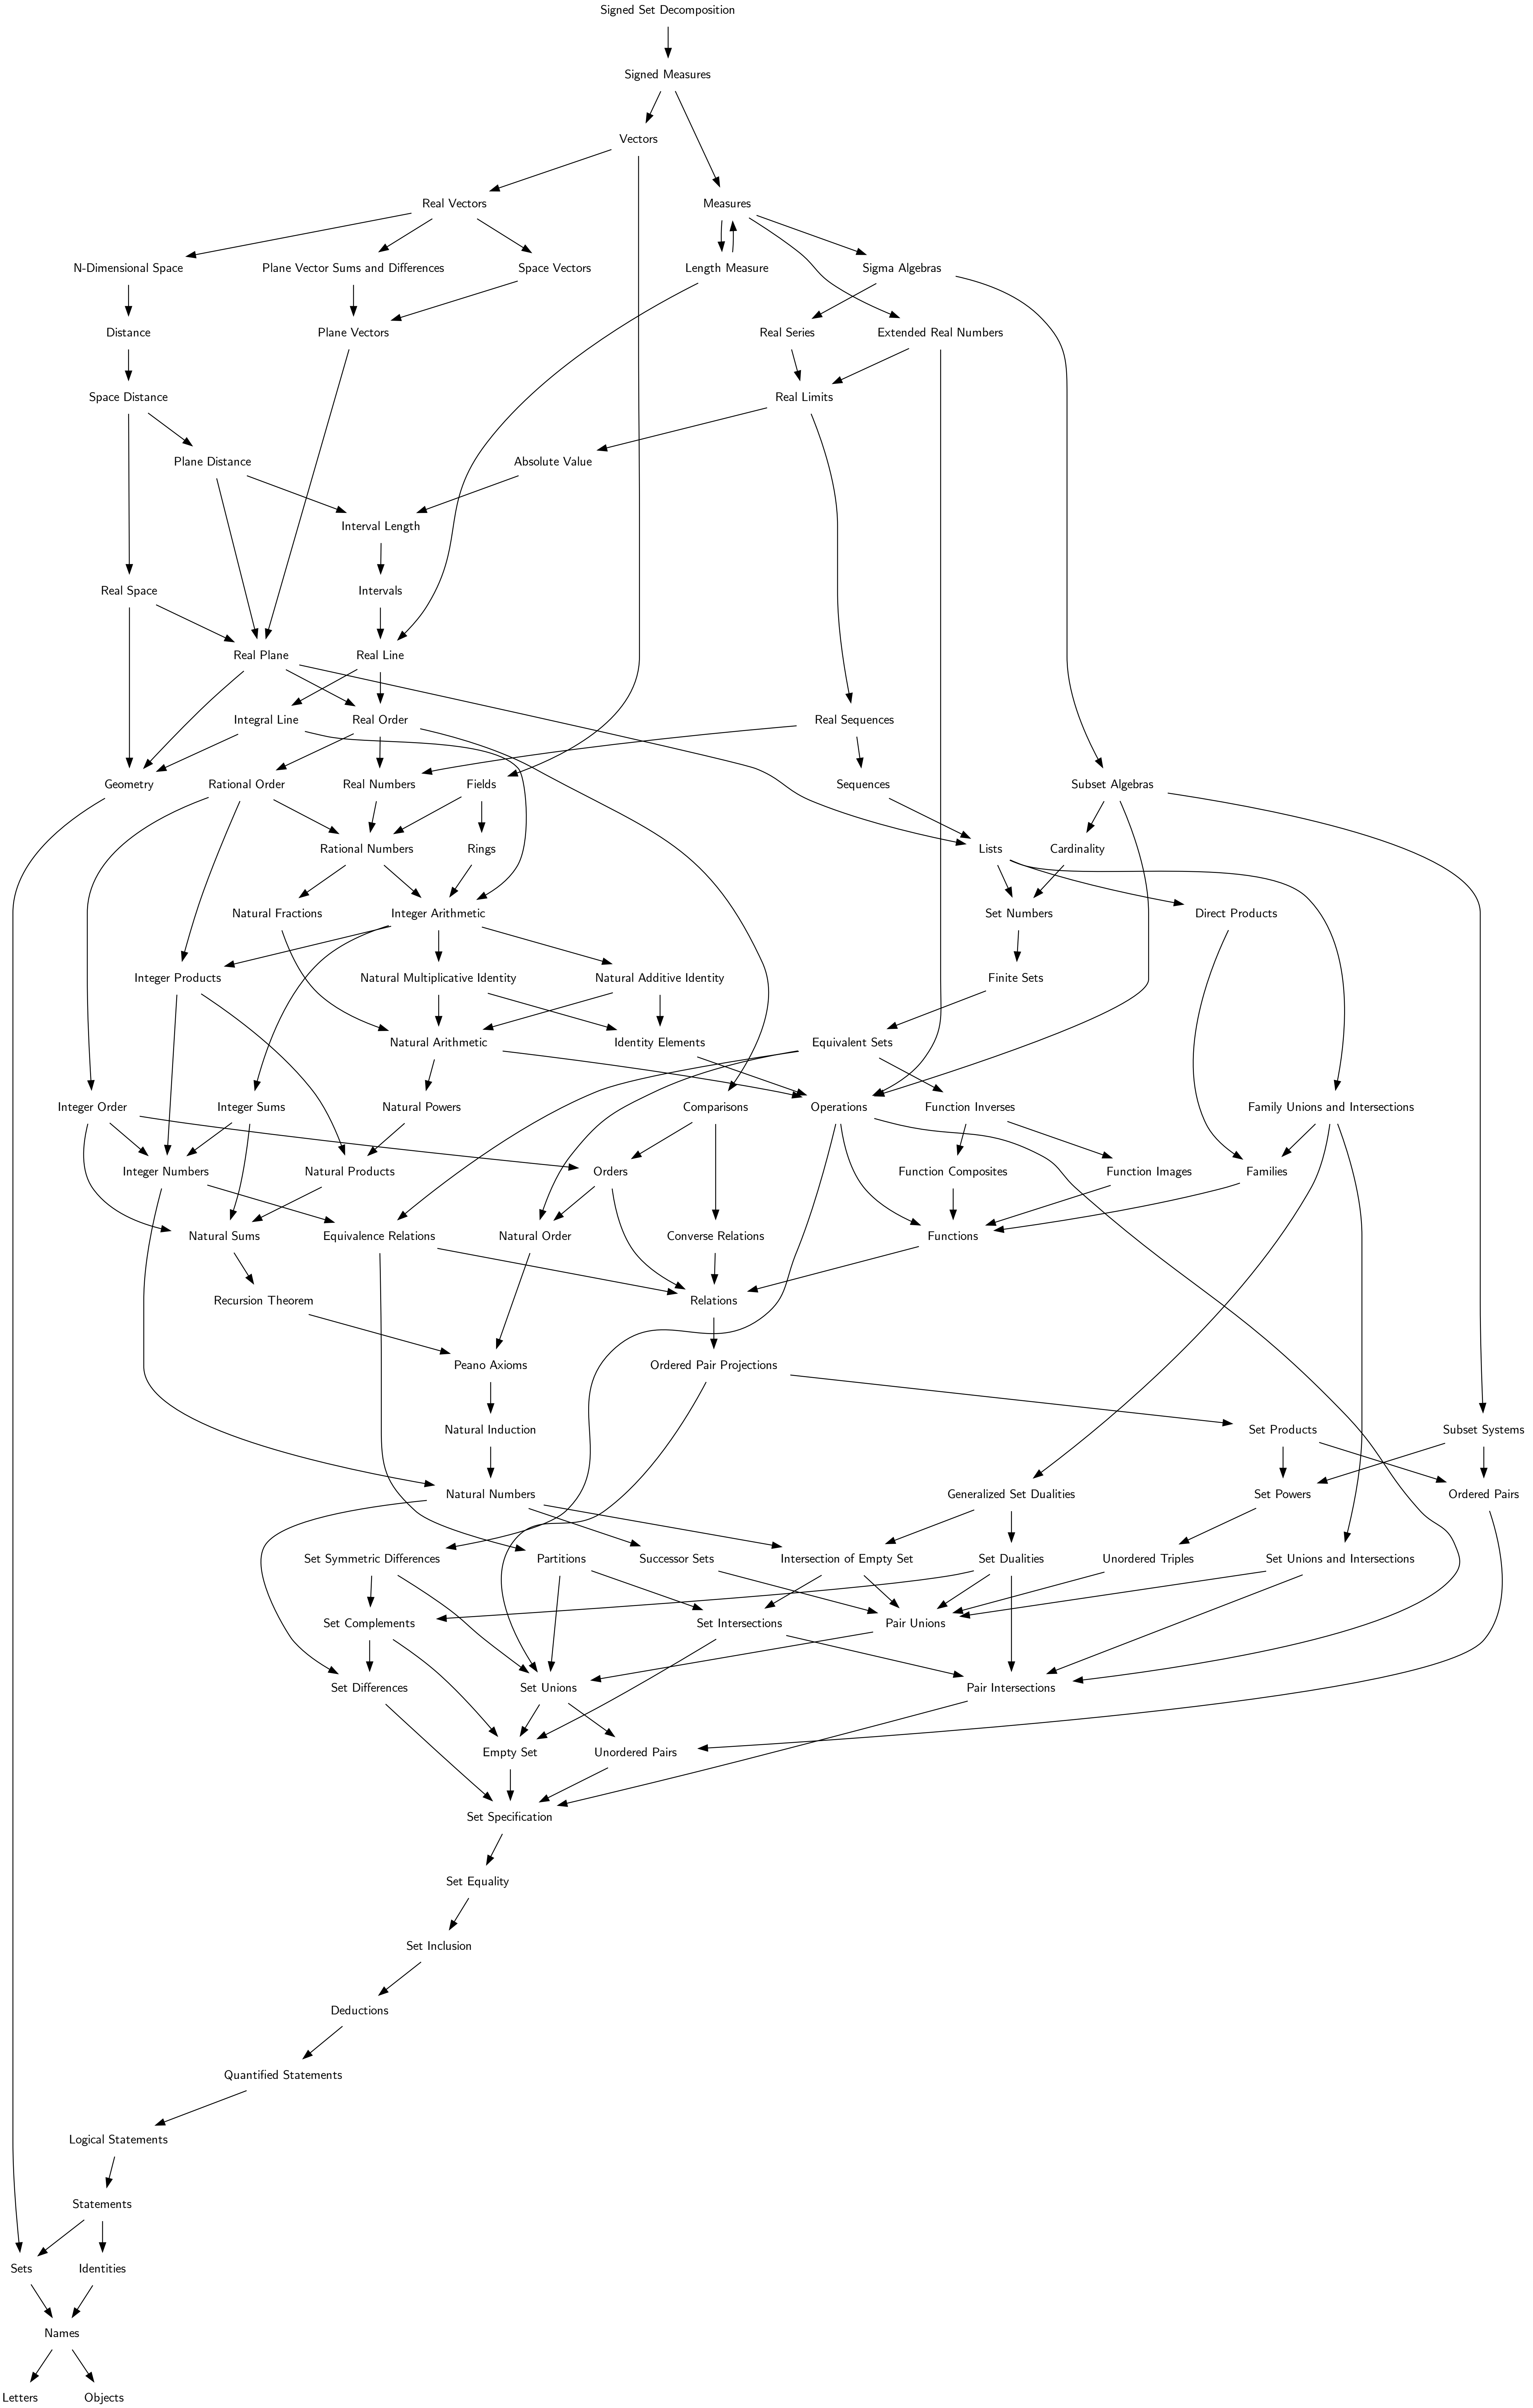 Signed Set Decomposition
Signed Measures
Vectors
Real Vectors
Measures
N-Dimensional Space
Plane Vector Sums and Differences
Space Vectors
Length Measure
Sigma Algebras
Distance
Plane Vectors
Real Series
Extended Real Numbers
Space Distance
Real Limits
Plane Distance
Absolute Value
Interval Length
Real Space
Intervals
Real Plane
Real Line
Integral Line
Real Order
Real Sequences
Geometry
Rational Order
Real Numbers
Fields
Sequences
Subset Algebras
Rational Numbers
Rings
Lists
Cardinality
Natural Fractions
Integer Arithmetic
Set Numbers
Direct Products
Integer Products
Natural Multiplicative Identity
Natural Additive Identity
Finite Sets
Natural Arithmetic
Identity Elements
Equivalent Sets
Integer Order
Integer Sums
Natural Powers
Comparisons
Operations
Function Inverses
Family Unions and Intersections
Integer Numbers
Natural Products
Orders
Function Composites
Function Images
Families
Natural Sums
Equivalence Relations
Natural Order
Converse Relations
Functions
Recursion Theorem
Relations
Peano Axioms
Ordered Pair Projections
Natural Induction
Set Products
Subset Systems
Natural Numbers
Generalized Set Dualities
Set Powers
Ordered Pairs
Set Symmetric Differences
Partitions
Successor Sets
Intersection of Empty Set
Set Dualities
Unordered Triples
Set Unions and Intersections
Set Complements
Set Intersections
Pair Unions
Set Differences
Set Unions
Pair Intersections
Empty Set
Unordered Pairs
Set Specification
Set Equality
Set Inclusion
Deductions
Quantified Statements
Logical Statements
Statements
Sets
Identities
Names
Letters
Objects